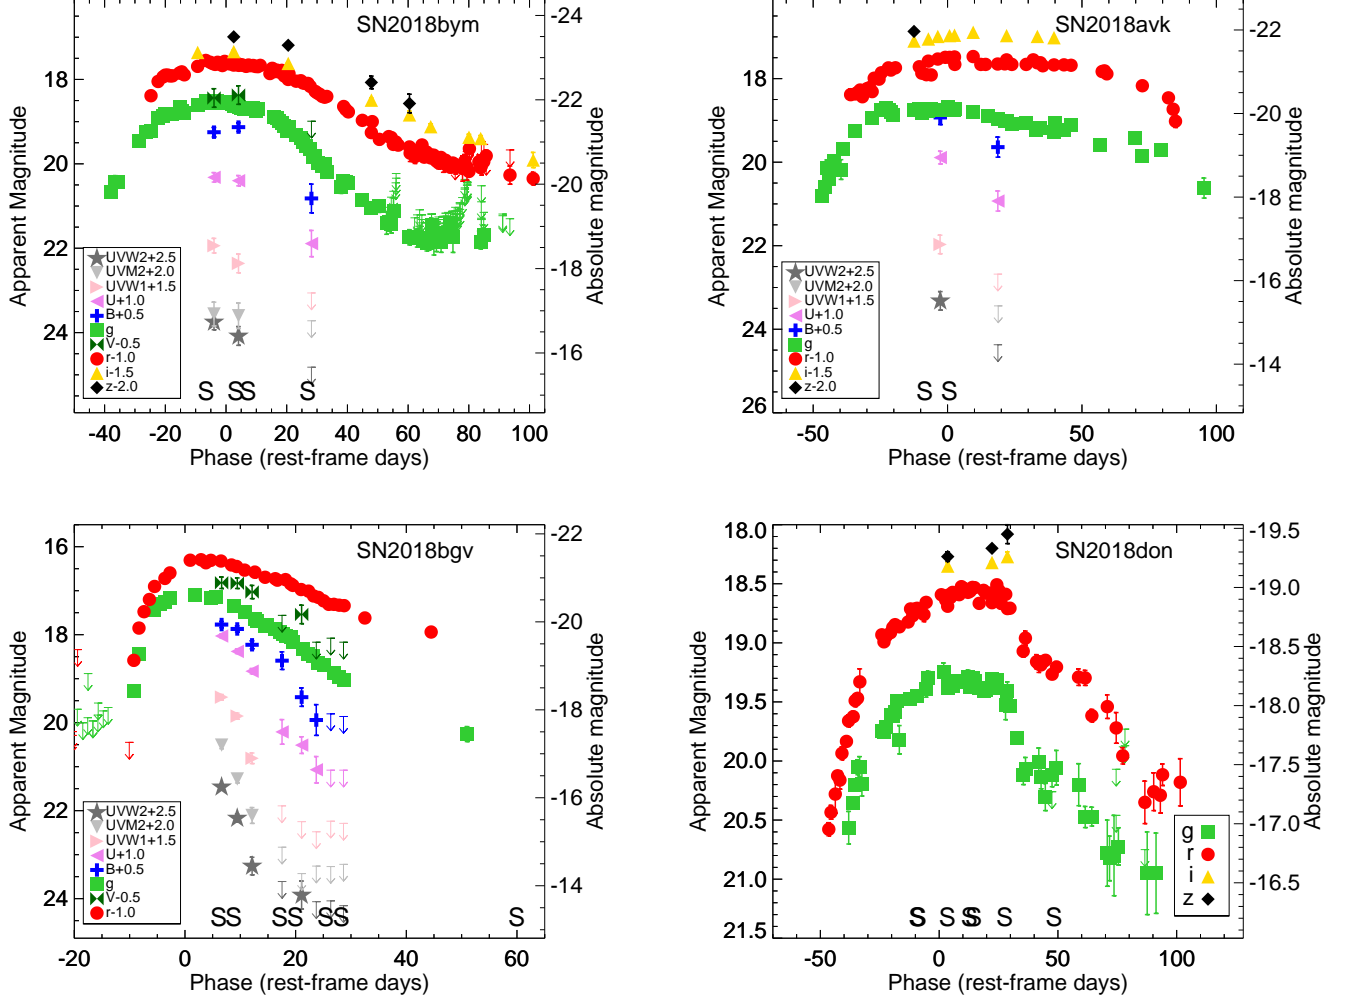 SN2018bym
-24
-22
-20
-18
-16
18
20
22
24
Apparent Magnitude
Absolute magnitude
UVW2+2.5
UVM2+2.0
UVW1+1.5
U+1.0
B+0.5
g
V-0.5
r-1.0
i-1.5
z-2.0
S SS S
-40 -20 0 20 40 60 80 100
Phase (rest-frame days)
SN2018avk
-22
-20
-18
-16
-14
18
20
22
24
26
Apparent Magnitude
Absolute magnitude
UVW2+2.5
UVM2+2.0
UVW1+1.5
U+1.0
B+0.5
g
r-1.0
i-1.5
z-2.0
S S
-50 0 50 100
Phase (rest-frame days)
SN2018bgv
-22
-20
-18
-16
-14
16
18
20
22
24
Apparent Magnitude
Absolute magnitude
UVW2+2.5
UVM2+2.0
UVW1+1.5
U+1.0
B+0.5
g
V-0.5
r-1.0
SS SS SS S
-20 0 20 40 60
Phase (rest-frame days)
SN2018don
-19.5
-19.0
-18.5
-18.0
-17.5
-17.0
-16.5
18.0
18.5
19.0
19.5
20.0
20.5
21.0
21.5
Apparent Magnitude
Absolute magnitude
g
r
i
z
SS S SS S S
-50 0 50 100
Phase (rest-frame days)